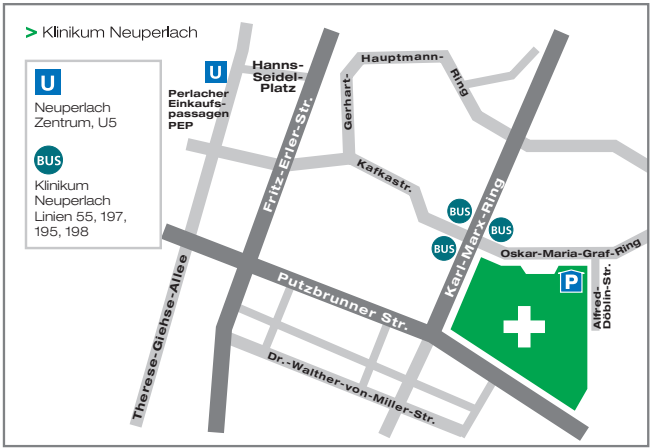 > Klinikum Neuperlach
U
Neuperlach
Zentrum, U5
BUS
Klinikum
Neuperlach
Linien 55, 197,
195, 198
U
Perlacher
Einkaufs-
passagen
PEP
Hanns-
Seidel-
Platz
Fritz-Erler-Str.
Gerhart-
Hauptmann-
Ring
Kafkastr.
BUS
BUS
BUS
Karl-Marx-Ring
Oskar-Maria-Graf-Ring
P
Alfred-
Döblin-Str.
Therese-Giehse-Allee
Putzbrunner Str.
Dr.-Walther-von-Miller-Str.